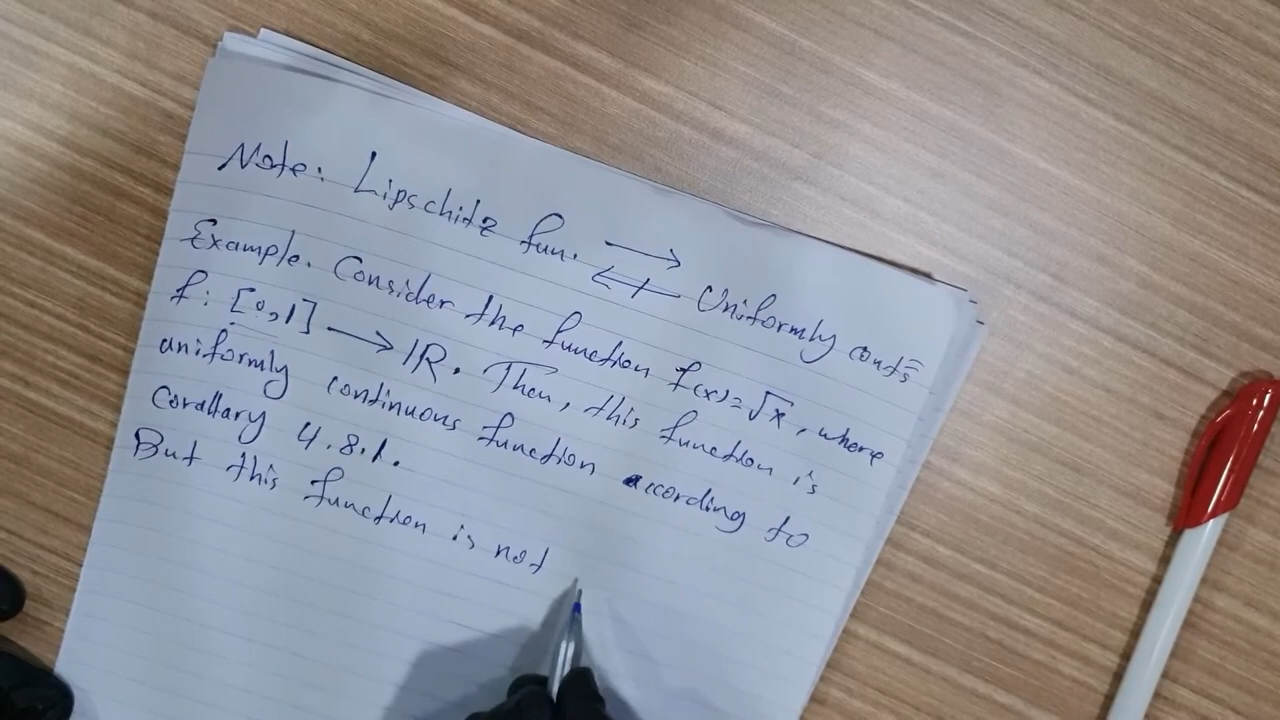 Note: Lipschitz fun. ⟶ ⟵/ Uniformly conts
Example. Consider the function f(x)=√x, where
f: [0,1] ⟶ IR. Then, this function is
uniformly continuous function according to
Corollary 4.8.1.
But this function is not